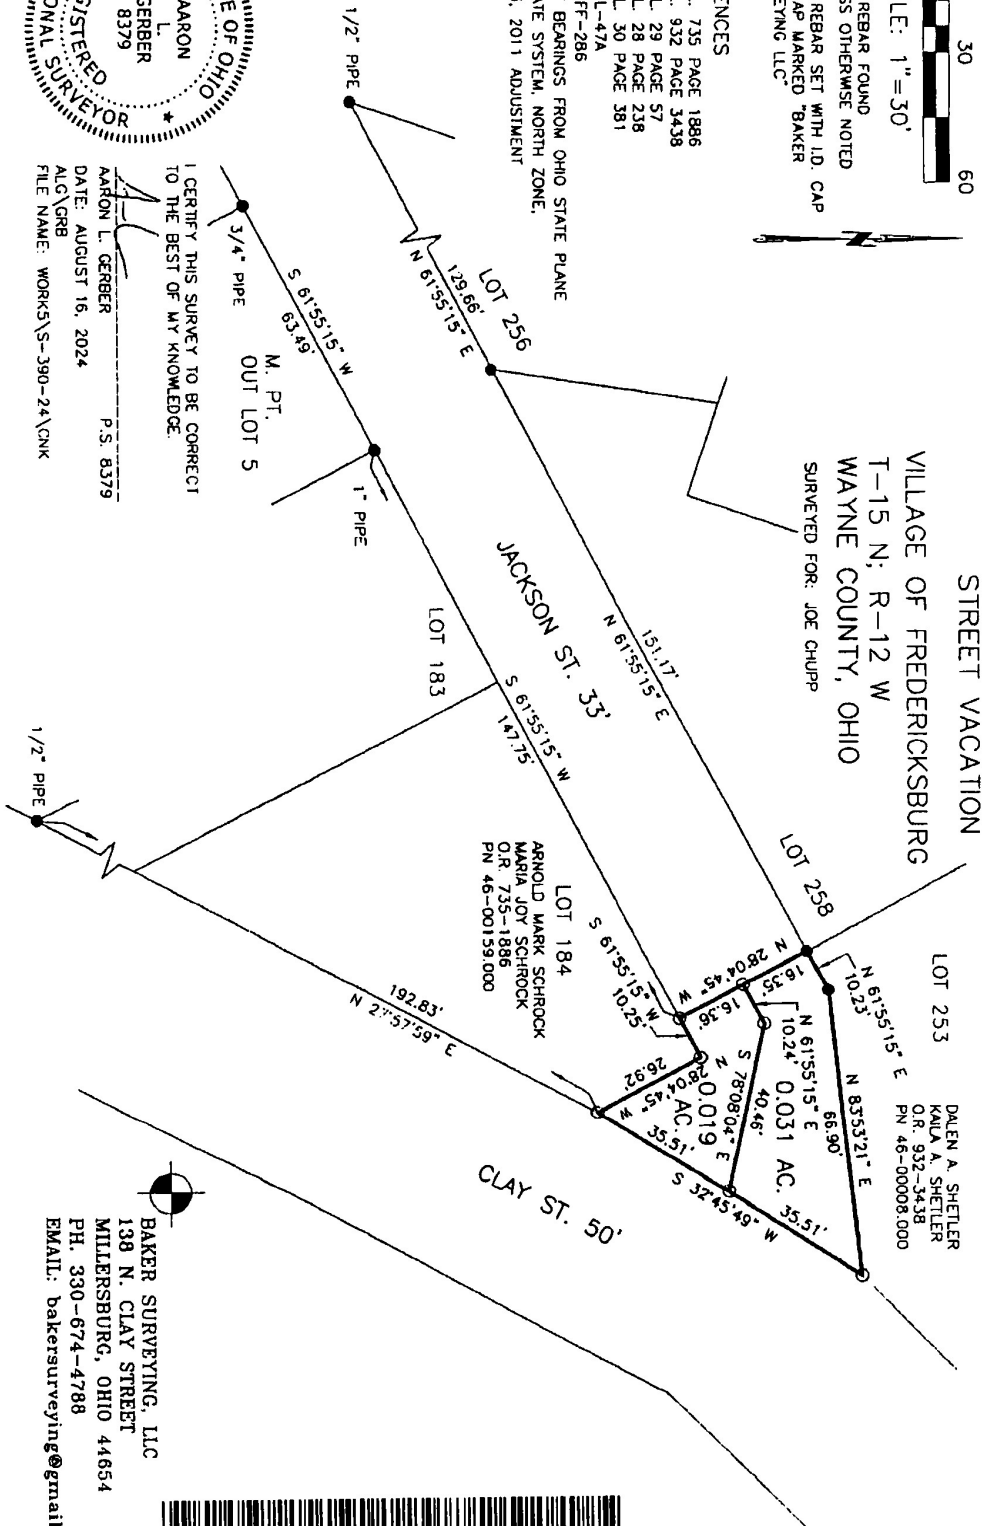 STREET VACATION
VILLAGE OF FREDERICKSBURG
T-15 N; R-12 W
WAYNE COUNTY, OHIO
SURVEYED FOR: JOE CHUPP
30
60
LE: 1"=30'
REBAR FOUND
SS OTHERWISE NOTED
REBAR SET WITH I.D. CAP
AP MARKED "BAKER
EYING LLC"
N
ENCES
. 735 PAGE 1886
. 932 PAGE 3438
L. 29 PAGE 57
L. 28 PAGE 238
L 30 PAGE 381
L-47A
FF-286
BEARINGS FROM OHIO STATE PLANE
ATE SYSTEM, NORTH ZONE,
, 2011 ADJUSTMENT
1/2" PIPE
LOT 256
129.66'
N 61°55'15" E
151.17'
N 61°55'15" E
JACKSON ST. 33'
3/4" PIPE
S 61°55'15" W
63.49'
M. PT.
OUT LOT 5
1" PIPE
LOT 183
S 61°55'15" W
147.75'
1/2" PIPE
LOT 258
LOT 253
DALEN A. SHETLER
KAILA A. SHETLER
O.R. 932-3438
PN 46-00008.000
N 61°55'15" E
10.23'
N 83°53'21" E
66.90'
N 28°04'45" W
16.35'
16.36'
N 61°55'15" E
10.24'
0.031 AC.
40.46'
S 78°08'04" E
0.019
AC.
S 61°55'15" W
10.25'
N 28°04'45" W
26.92'
35.51'
35.51'
S 32°45'49" W
LOT 184
ARNOLD MARK SCHROCK
MARIA JOY SCHROCK
O.R. 735-1886
PN 46-00159.000
192.83'
N 27°57'59" E
CLAY ST. 50'
E OF OHIO
AARON
L.
GERBER
8379
GISTERED
ONAL SURVEYOR
I CERTIFY THIS SURVEY TO BE CORRECT
TO THE BEST OF MY KNOWLEDGE.
AARON L. GERBER P.S. 8379
DATE: AUGUST 16, 2024
ALG\GRB
FILE NAME: WORK5\S-390-24\CNK
BAKER SURVEYING, LLC
138 N. CLAY STREET
MILLERSBURG, OHIO 44654
PH. 330-674-4788
EMAIL: bakersurveying@gmail